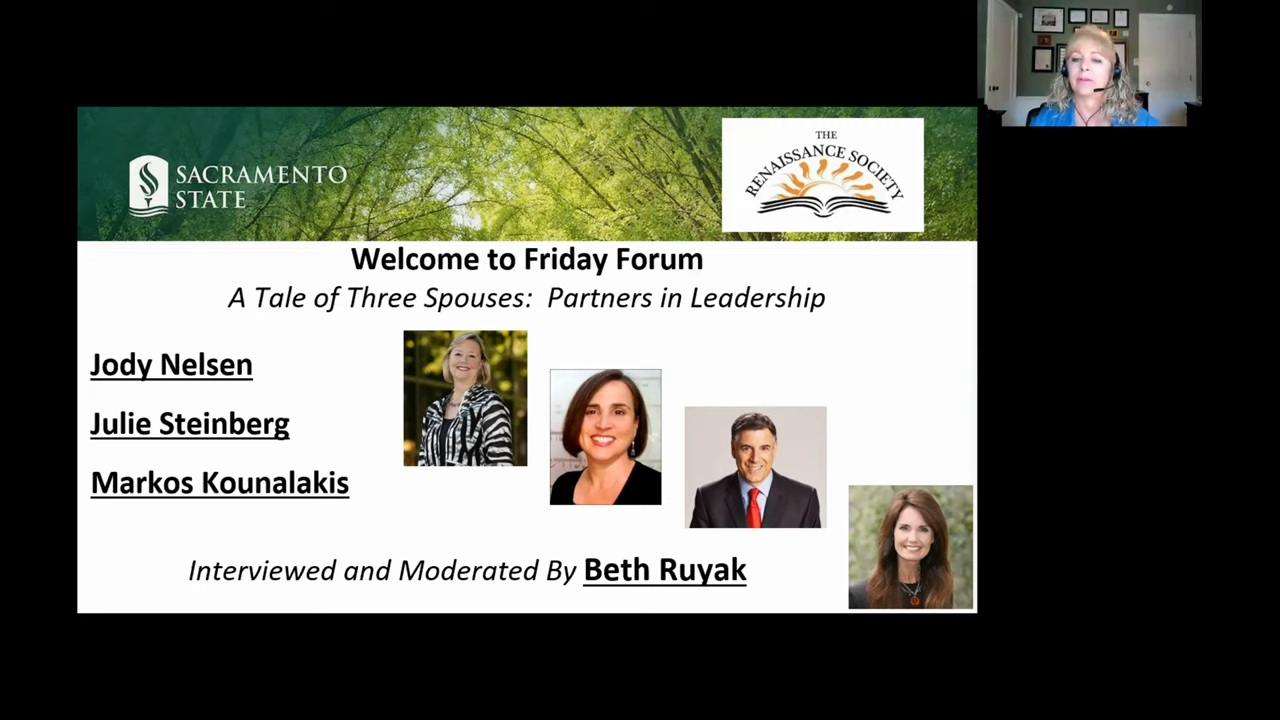 SACRAMENTO
STATE
THE
RENAISSANCE SOCIETY
Welcome to Friday Forum
A Tale of Three Spouses: Partners in Leadership
Jody Nelsen
Julie Steinberg
Markos Kounalakis
Interviewed and Moderated By Beth Ruyak